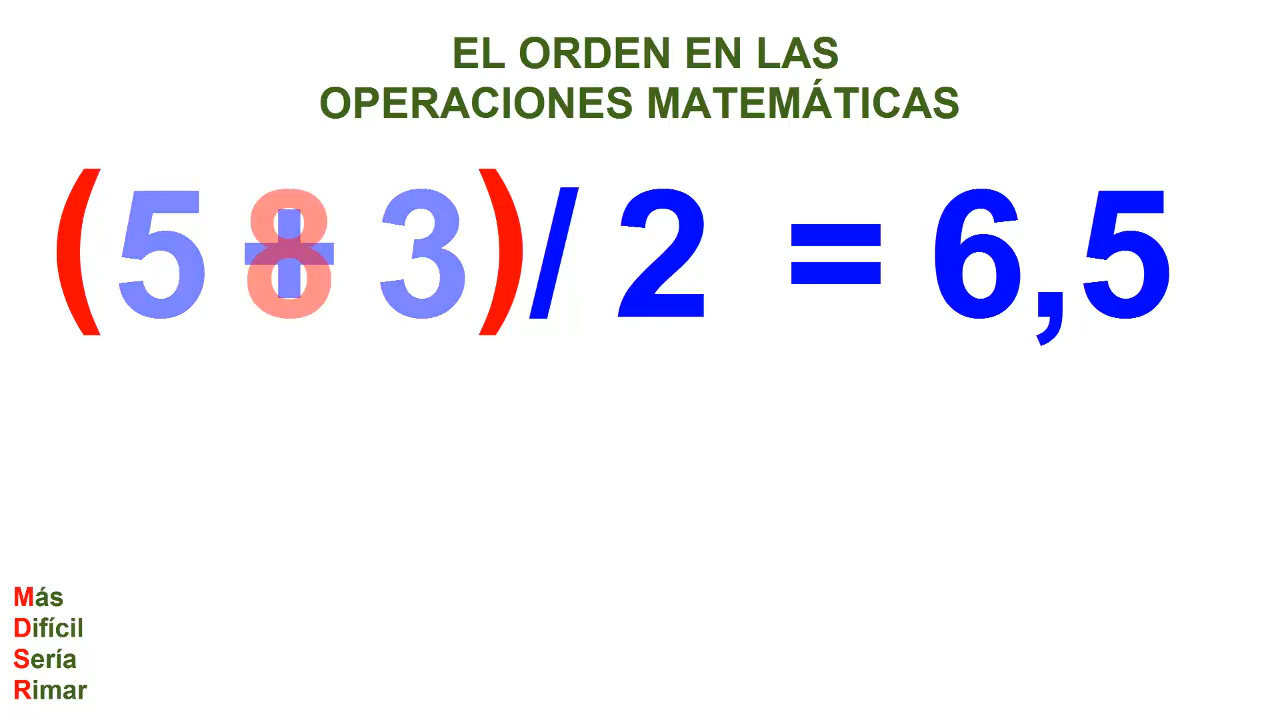 EL ORDEN EN LAS
OPERACIONES MATEMÁTICAS
(5 + 3) / 2 = 6,5
8
Más
Difícil
Sería
Rimar